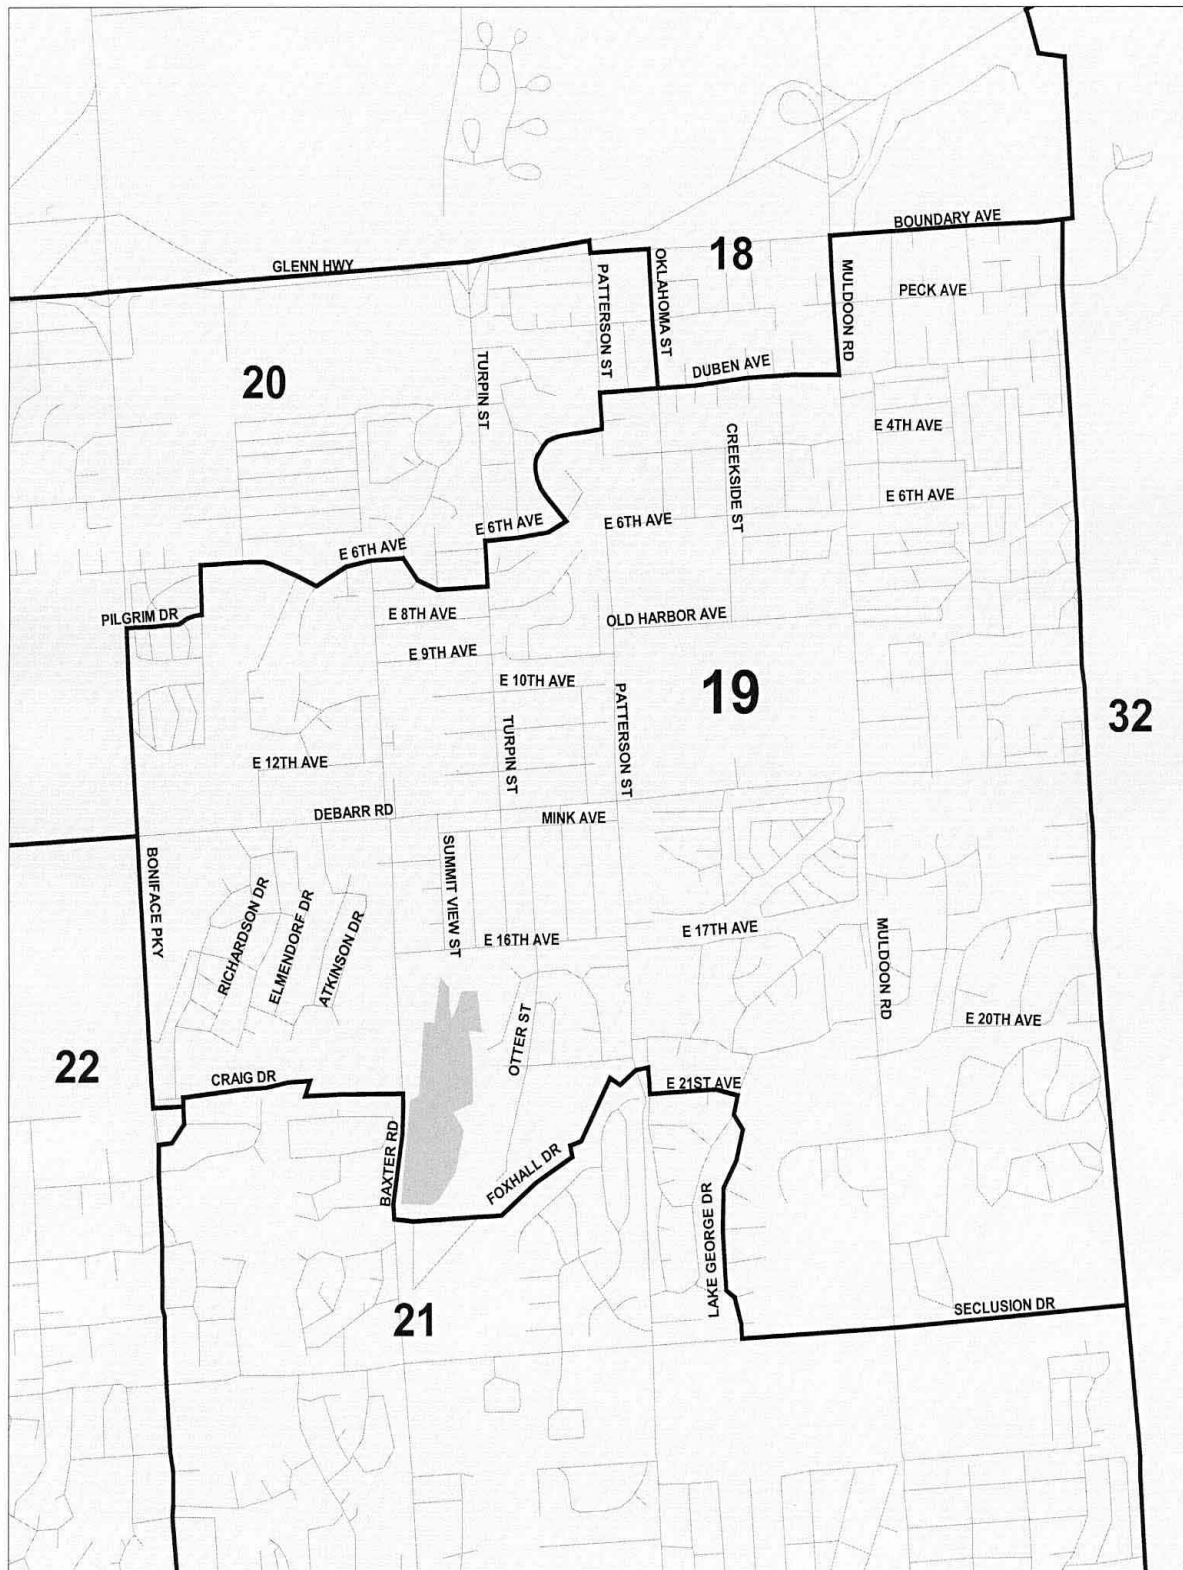 BOUNDARY AVE
18
GLENN HWY
OKLAHOMA ST
PATTERSON ST
MULDOON RD
PECK AVE
TURPIN ST
DUBEN AVE
20
CREEKSIDE ST
E 4TH AVE
E 6TH AVE
E 6TH AVE
E 6TH AVE
E 6TH AVE
PILGRIM DR
E 8TH AVE
OLD HARBOR AVE
E 9TH AVE
E 10TH AVE
19
PATTERSON ST
32
TURPIN ST
E 12TH AVE
DEBARR RD
MINK AVE
BONIFACE PKY
SUMMIT VIEW ST
RICHARDSON DR
ELMENDORF DR
ATKINSON DR
E 16TH AVE
E 17TH AVE
MULDOON RD
OTTER ST
E 20TH AVE
22
CRAIG DR
E 21ST AVE
BAXTER RD
FOXHALL DR
LAKE GEORGE DR
21
SECLUSION DR